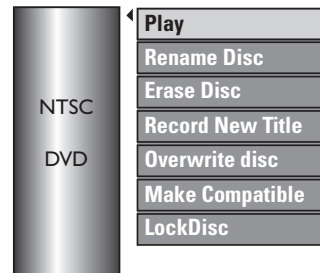 NTSC
DVD
Play
Rename Disc
Erase Disc
Record New Title
Overwrite disc
Make Compatible
LockDisc